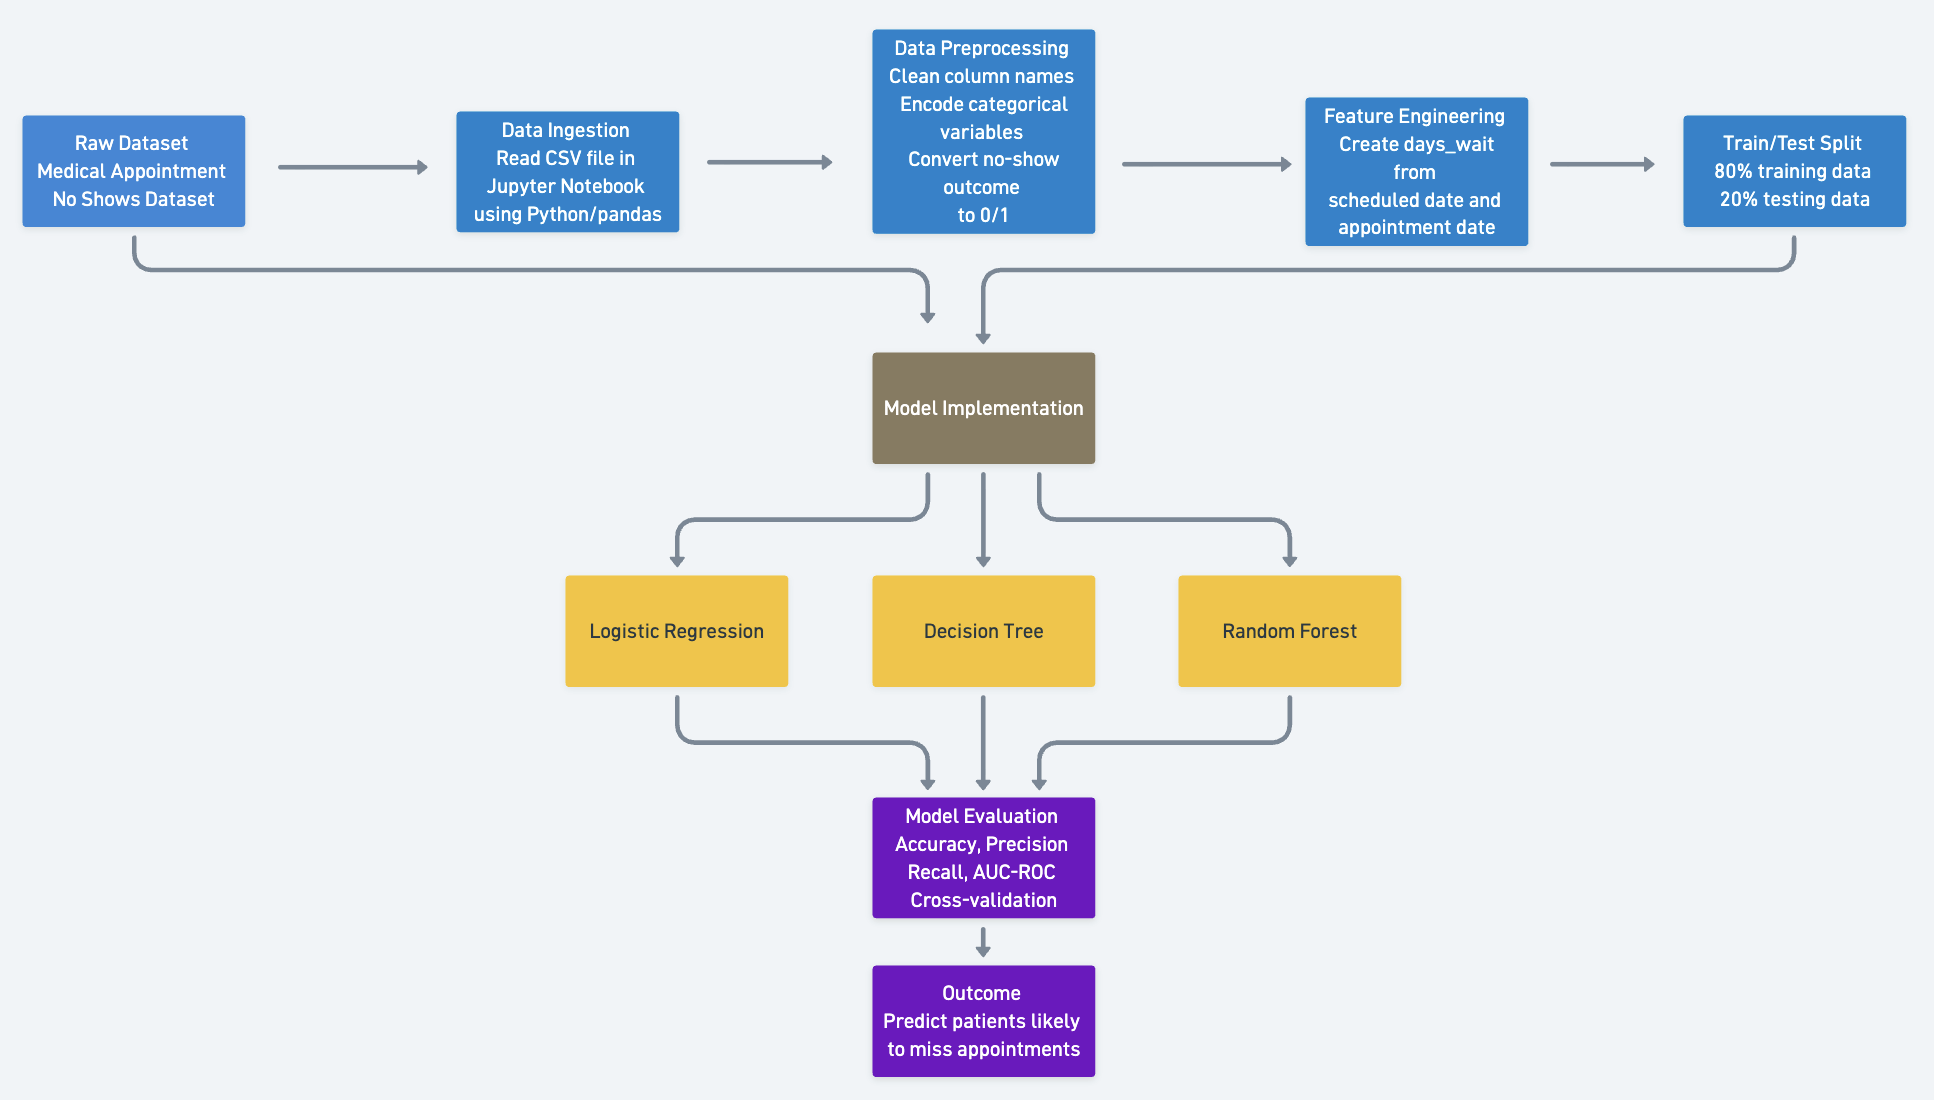 Raw Dataset
Medical Appointment
No Shows Dataset
Data Ingestion
Read CSV file in
Jupyter Notebook
using Python/pandas
Data Preprocessing
Clean column names
Encode categorical
variables
Convert no-show
outcome
to 0/1
Feature Engineering
Create days_wait
from
scheduled date and
appointment date
Train/Test Split
80% training data
20% testing data
Model Implementation
Logistic Regression
Decision Tree
Random Forest
Model Evaluation
Accuracy, Precision
Recall, AUC-ROC
Cross-validation
Outcome
Predict patients likely
to miss appointments